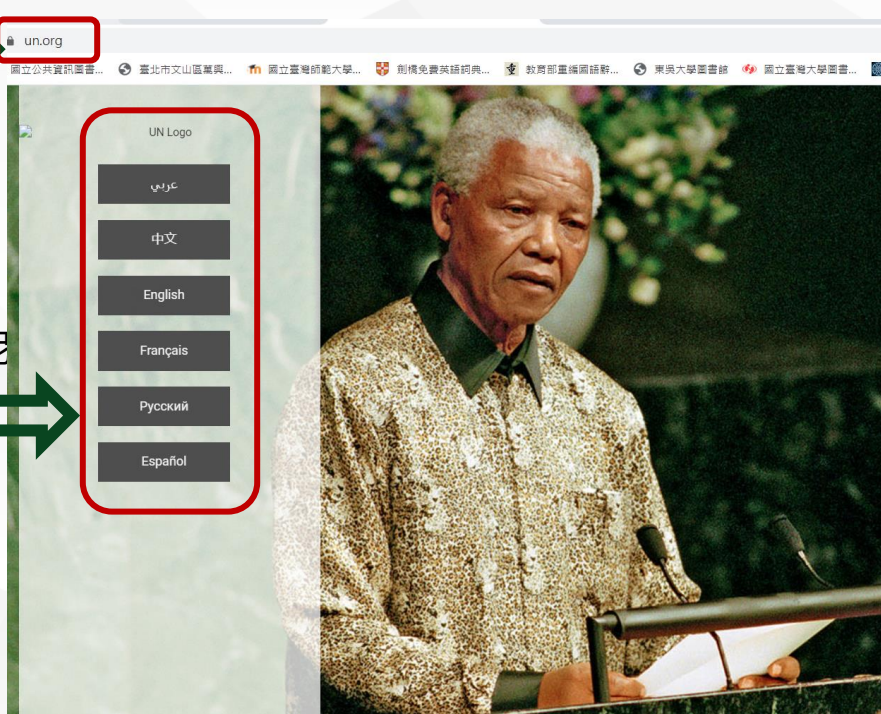 un.org
國立公共資訊圖書... 臺北市文山區萬興... 國立臺灣師範大學... 劍橋免費英語詞典... 教育部重編國語辭... 東吳大學圖書館 國立臺灣大學圖書...
UN Logo
عربي
中文
English
Français
Русский
Español